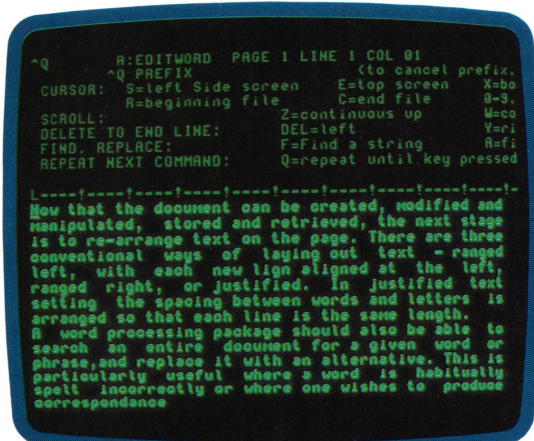 ^Q A:EDITWORD PAGE 1 LINE 1 COL 01
^Q PREFIX (to cancel prefix,
CURSOR: S=left Side screen E=top screen X=bo
R=beginning file C=end file 0-9,
SCROLL: Z=continuous up W=co
DELETE TO END LINE: DEL=left Y=ri
FIND. REPLACE: F=Find a string A=fi
REPEAT NEXT COMMAND: Q=repeat until key pressed
L----!----!----!----!----!----!----!----!----!----!-
Now that the document can be created, modified and
manipulated, stored and retrieved, the next stage
is to re-arrange text on the page. There are three
conventional ways of laying out text - ranged
left, with each new lign aligned at the left,
ranged right, or justified. In justified text
setting the spacing between words and letters is
arranged so that each line is the same length.
A word processing package should also be able to
search an entire document for a given word or
phrase,and replace it with an alternative. This is
particularly useful where a word is habitually
spelt incorrectly or where one wishes to produce
correspondance